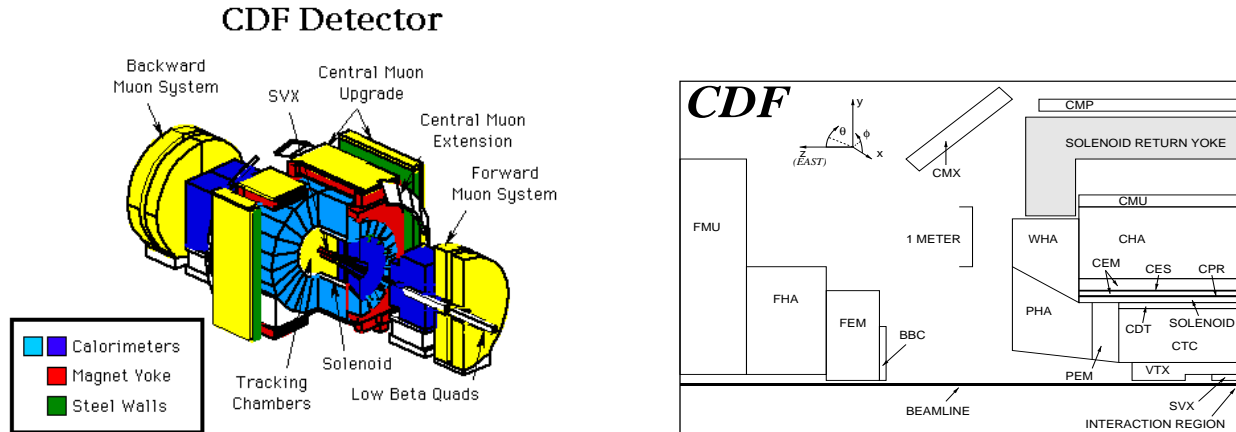 CDF Detector
Backward
Muon System
SVX
Central Muon
Upgrade
Central Muon
Extension
Forward
Muon System
Calorimeters
Magnet Yoke
Steel Walls
Tracking
Chambers
Solenoid
Low Beta Quads
CDF
y
θ
ϕ
z
(EAST)
x
CMX
CMP
SOLENOID RETURN YOKE
CMU
FMU
1 METER
WHA
CHA
CEM
CES
CPR
FHA
FEM
BBC
PHA
CDT
SOLENOID
CTC
PEM
VTX
SVX
BEAMLINE
INTERACTION REGION